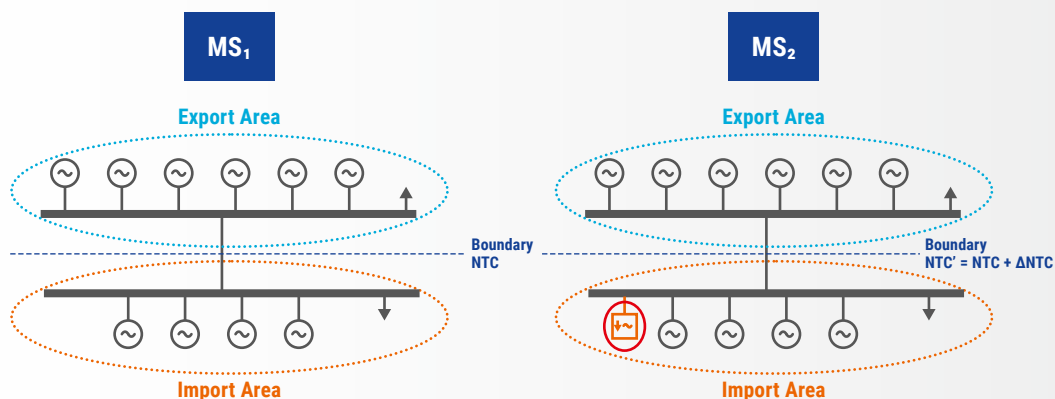 MS₁
Export Area
Boundary
NTC
Import Area
MS₂
Export Area
Boundary
NTC' = NTC + ΔNTC
Import Area